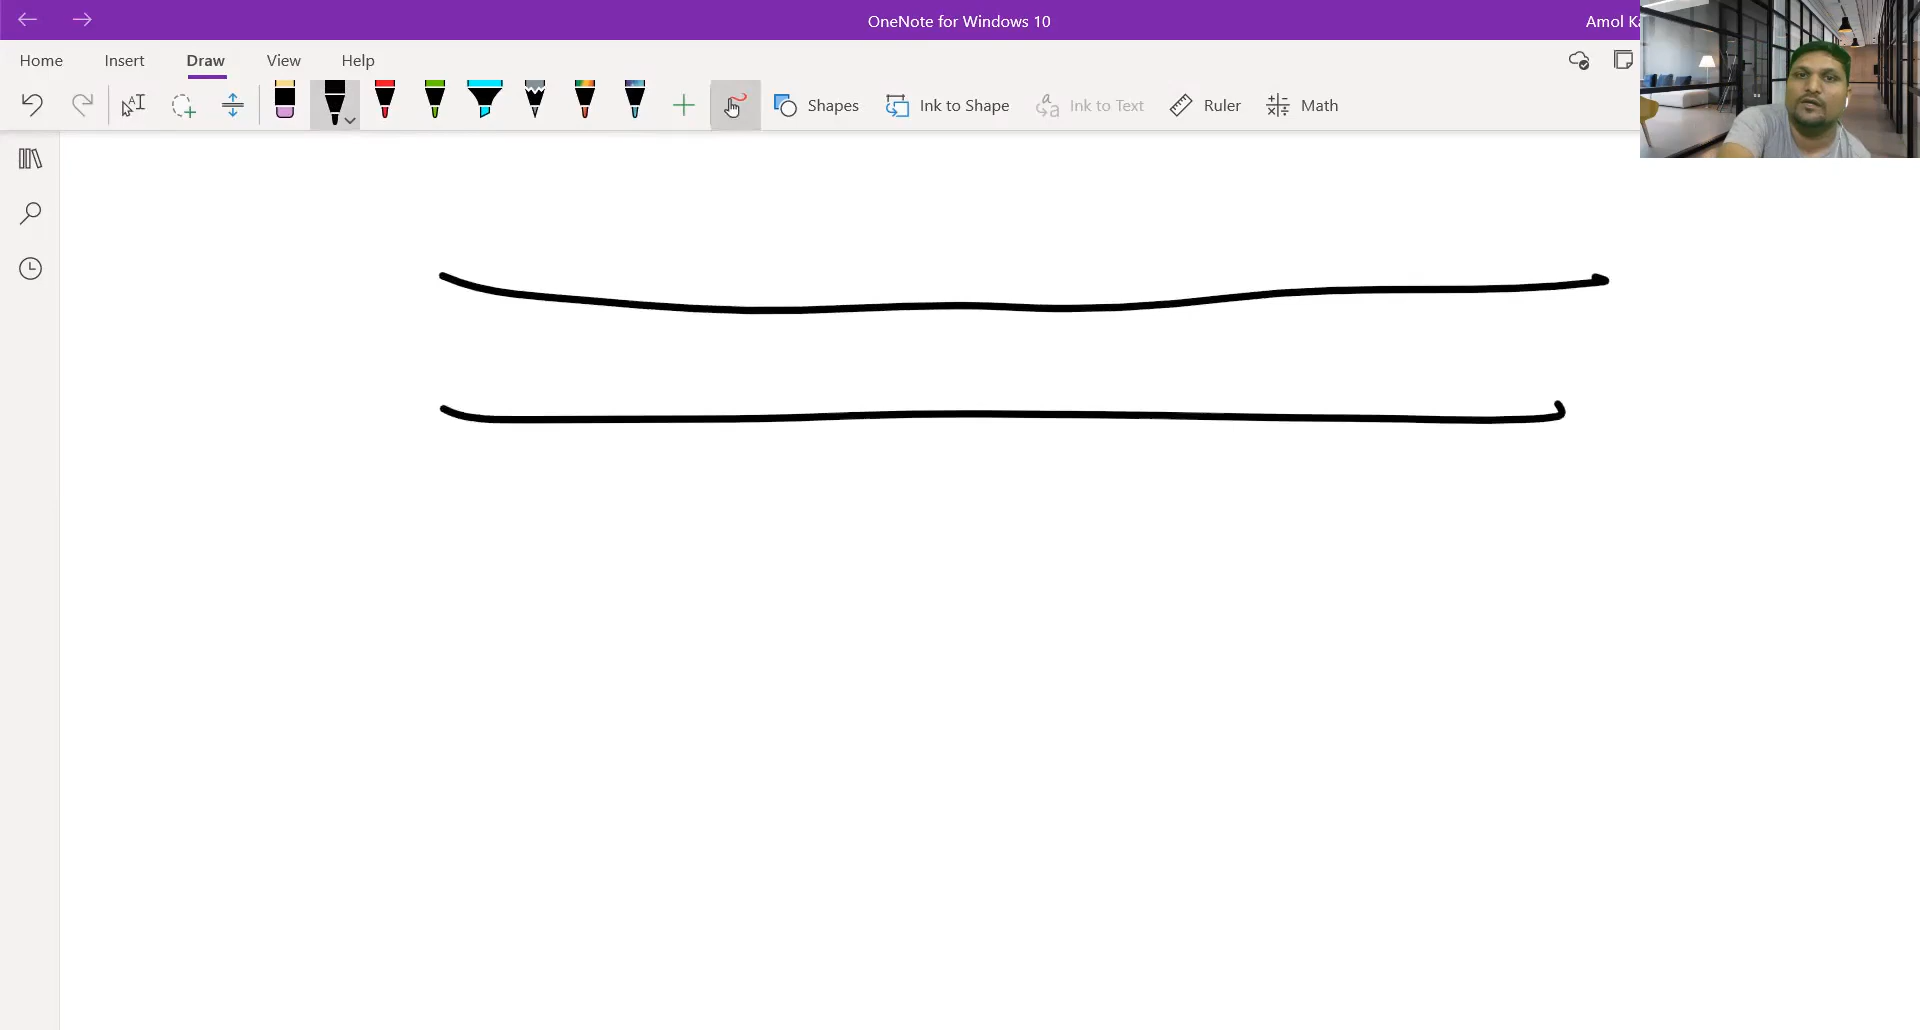 OneNote for Windows 10
Amol Ka
Home Insert Draw View Help
Shapes Ink to Shape Ink to Text Ruler Math